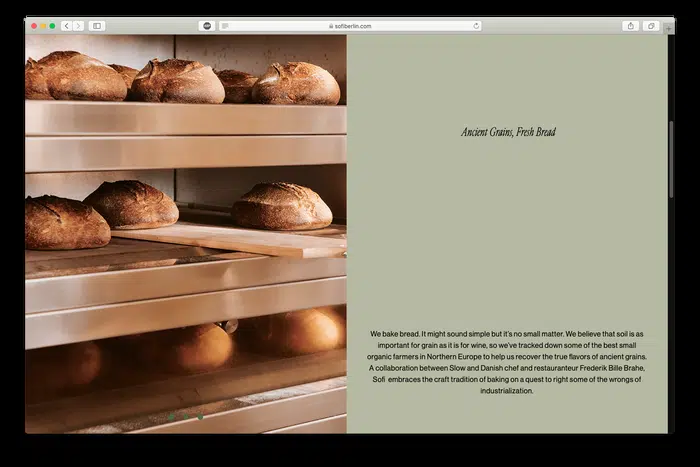 sofiberlin.com
Ancient Grains, Fresh Bread
We bake bread. It might sound simple but it's no small matter. We believe that soil is as
important for grain as it is for wine, so we've tracked down some of the best small
organic farmers in Northern Europe to help us recover the true flavors of ancient grains.
A collaboration between Slow and Danish chef and restauranteur Frederik Bille Brahe,
Sofi embraces the craft tradition of baking on a quest to right some of the wrongs of
industrialization.